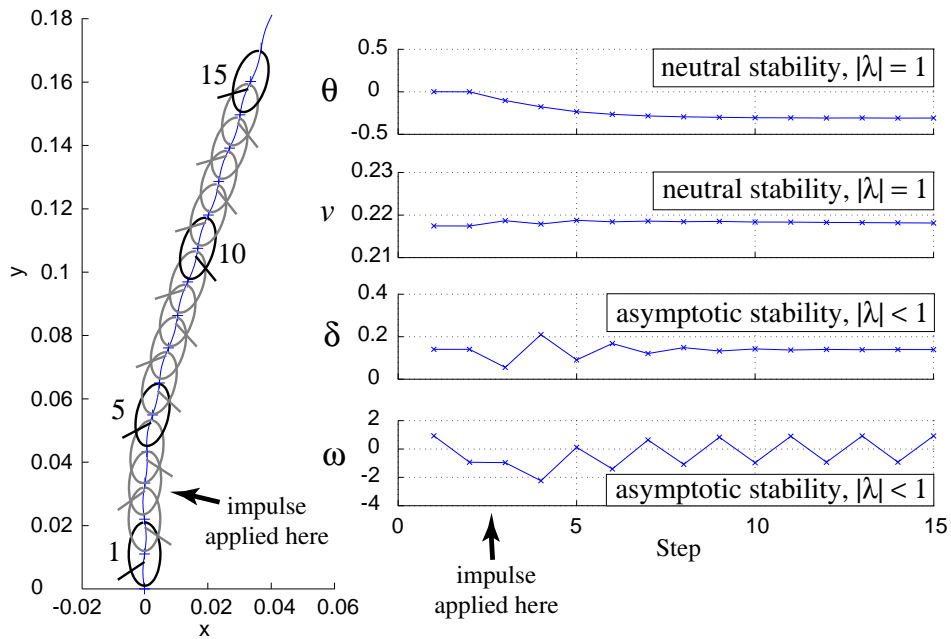 0.18
0.16
0.14
0.12
0.1
0.08
0.06
0.04
0.02
0
y
-0.02
0
0.02
0.04
0.06
x
15
10
5
1
impulse
applied here
θ
0.5
0
-0.5
neutral stability, |λ| = 1
v
0.23
0.22
0.21
neutral stability, |λ| = 1
δ
0.4
0.2
0
asymptotic stability, |λ| < 1
ω
2
0
-2
-4
asymptotic stability, |λ| < 1
0
5
10
15
Step
impulse
applied here